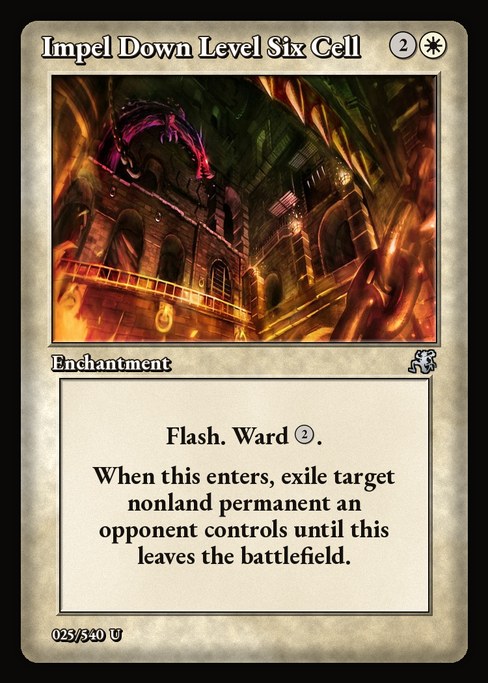 Impel Down Level Six Cell 2
Enchantment
Flash. Ward 2.
When this enters, exile target
nonland permanent an
opponent controls until this
leaves the battlefield.
025/540 U